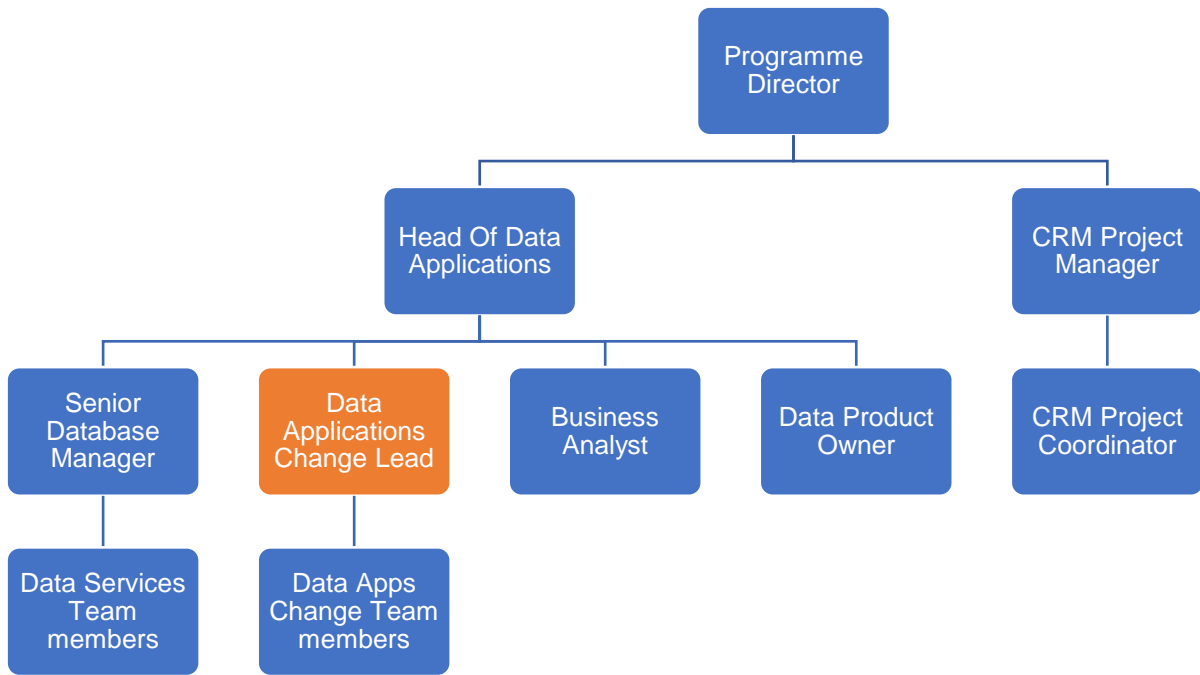 Programme
Director
Head Of Data
Applications
CRM Project
Manager
Senior
Database
Manager
Data
Applications
Change Lead
Business
Analyst
Data Product
Owner
CRM Project
Coordinator
Data Services
Team
members
Data Apps
Change Team
members